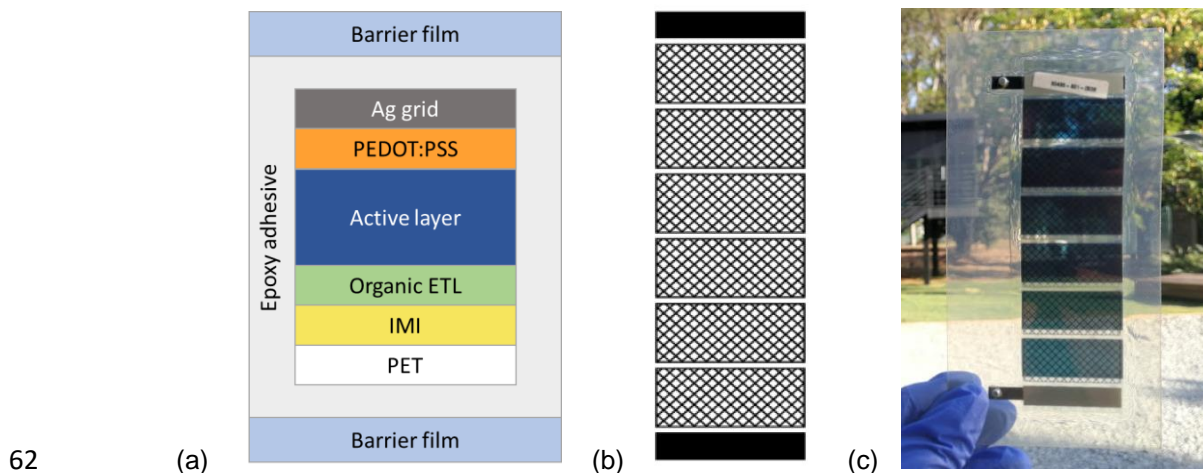 Barrier film
Epoxy adhesive
Ag grid
PEDOT:PSS
Active layer
Organic ETL
IMI
PET
Barrier film
62
(a)
(b)
(c)